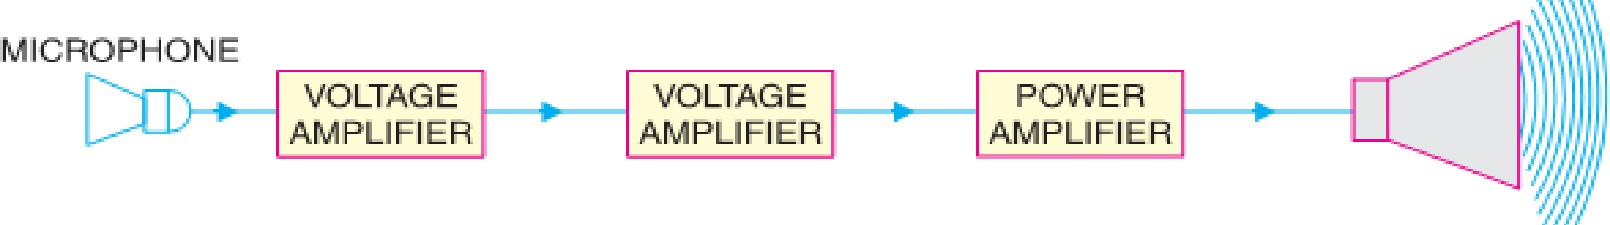 MICROPHONE
VOLTAGE
AMPLIFIER
VOLTAGE
AMPLIFIER
POWER
AMPLIFIER